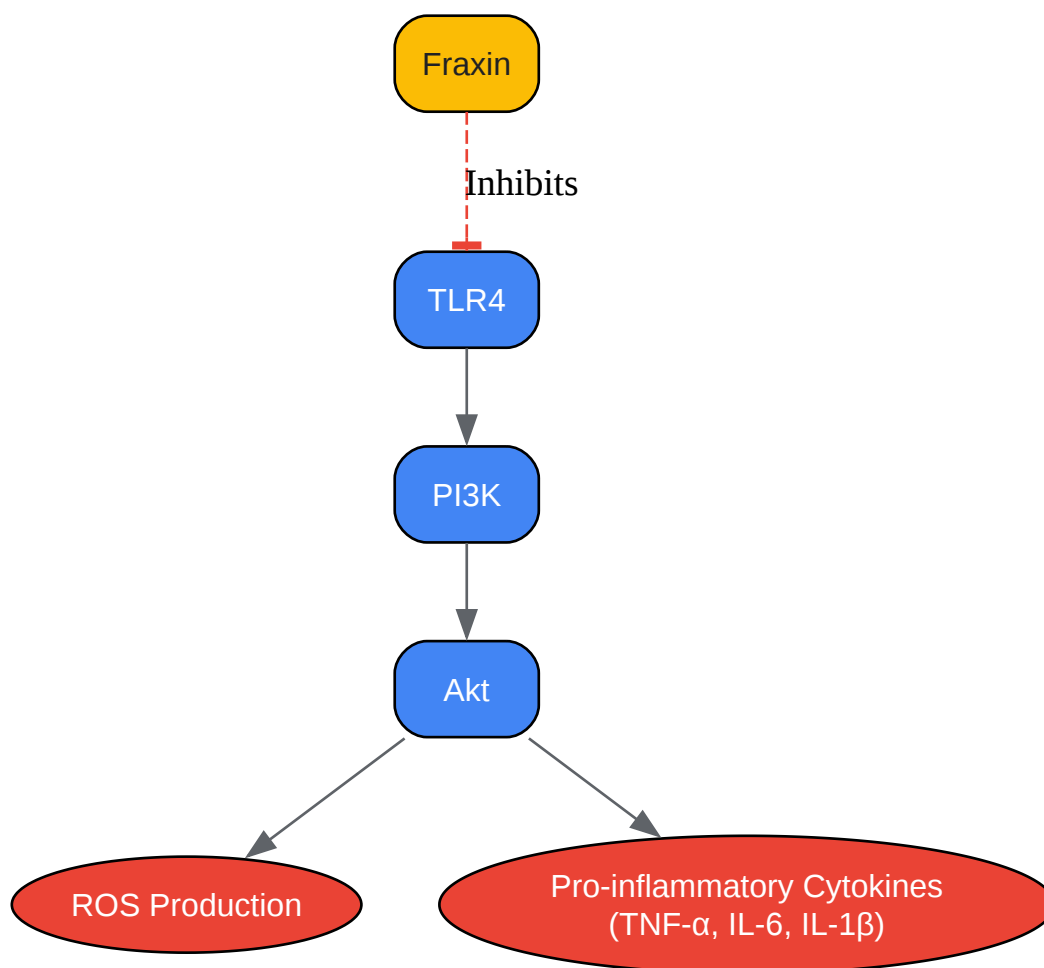 Fraxin
Inhibits
TLR4
PI3K
Akt
ROS Production
Pro-inflammatory Cytokines
(TNF-α, IL-6, IL-1β)